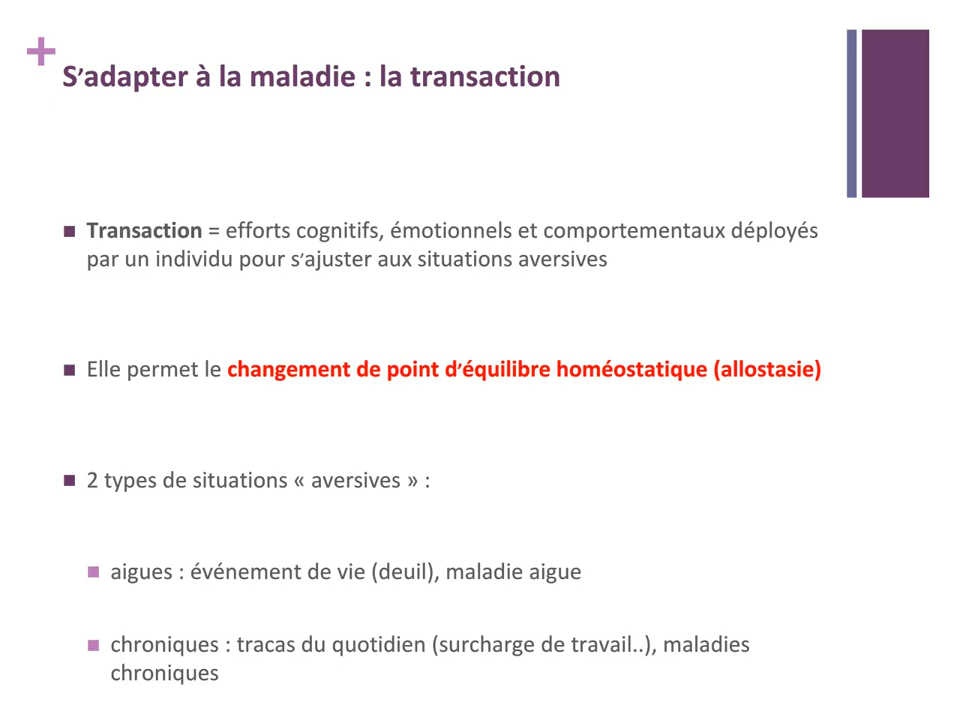 S'adapter à la maladie : la transaction
Transaction = efforts cognitifs, émotionnels et comportementaux déployés
par un individu pour s'ajuster aux situations aversives
Elle permet le changement de point d'équilibre homéostatique (allostasie)
2 types de situations « aversives » :
aigues : événement de vie (deuil), maladie aigue
chroniques : tracas du quotidien (surcharge de travail..), maladies
chroniques